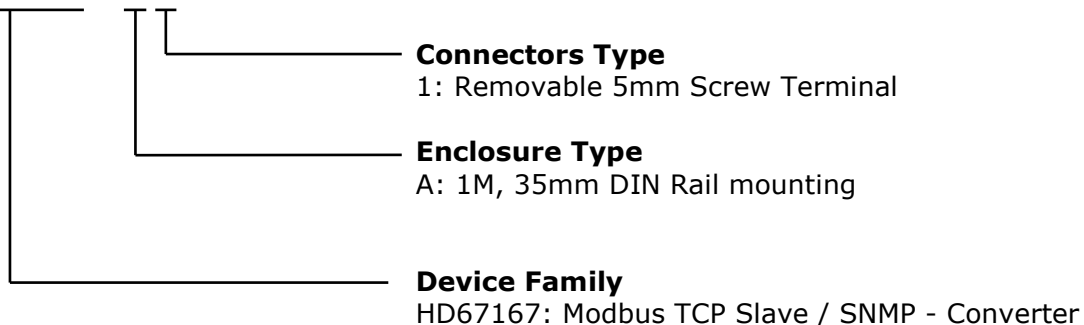 Connectors Type
1: Removable 5mm Screw Terminal
Enclosure Type
A: 1M, 35mm DIN Rail mounting
Device Family
HD67167: Modbus TCP Slave / SNMP - Converter